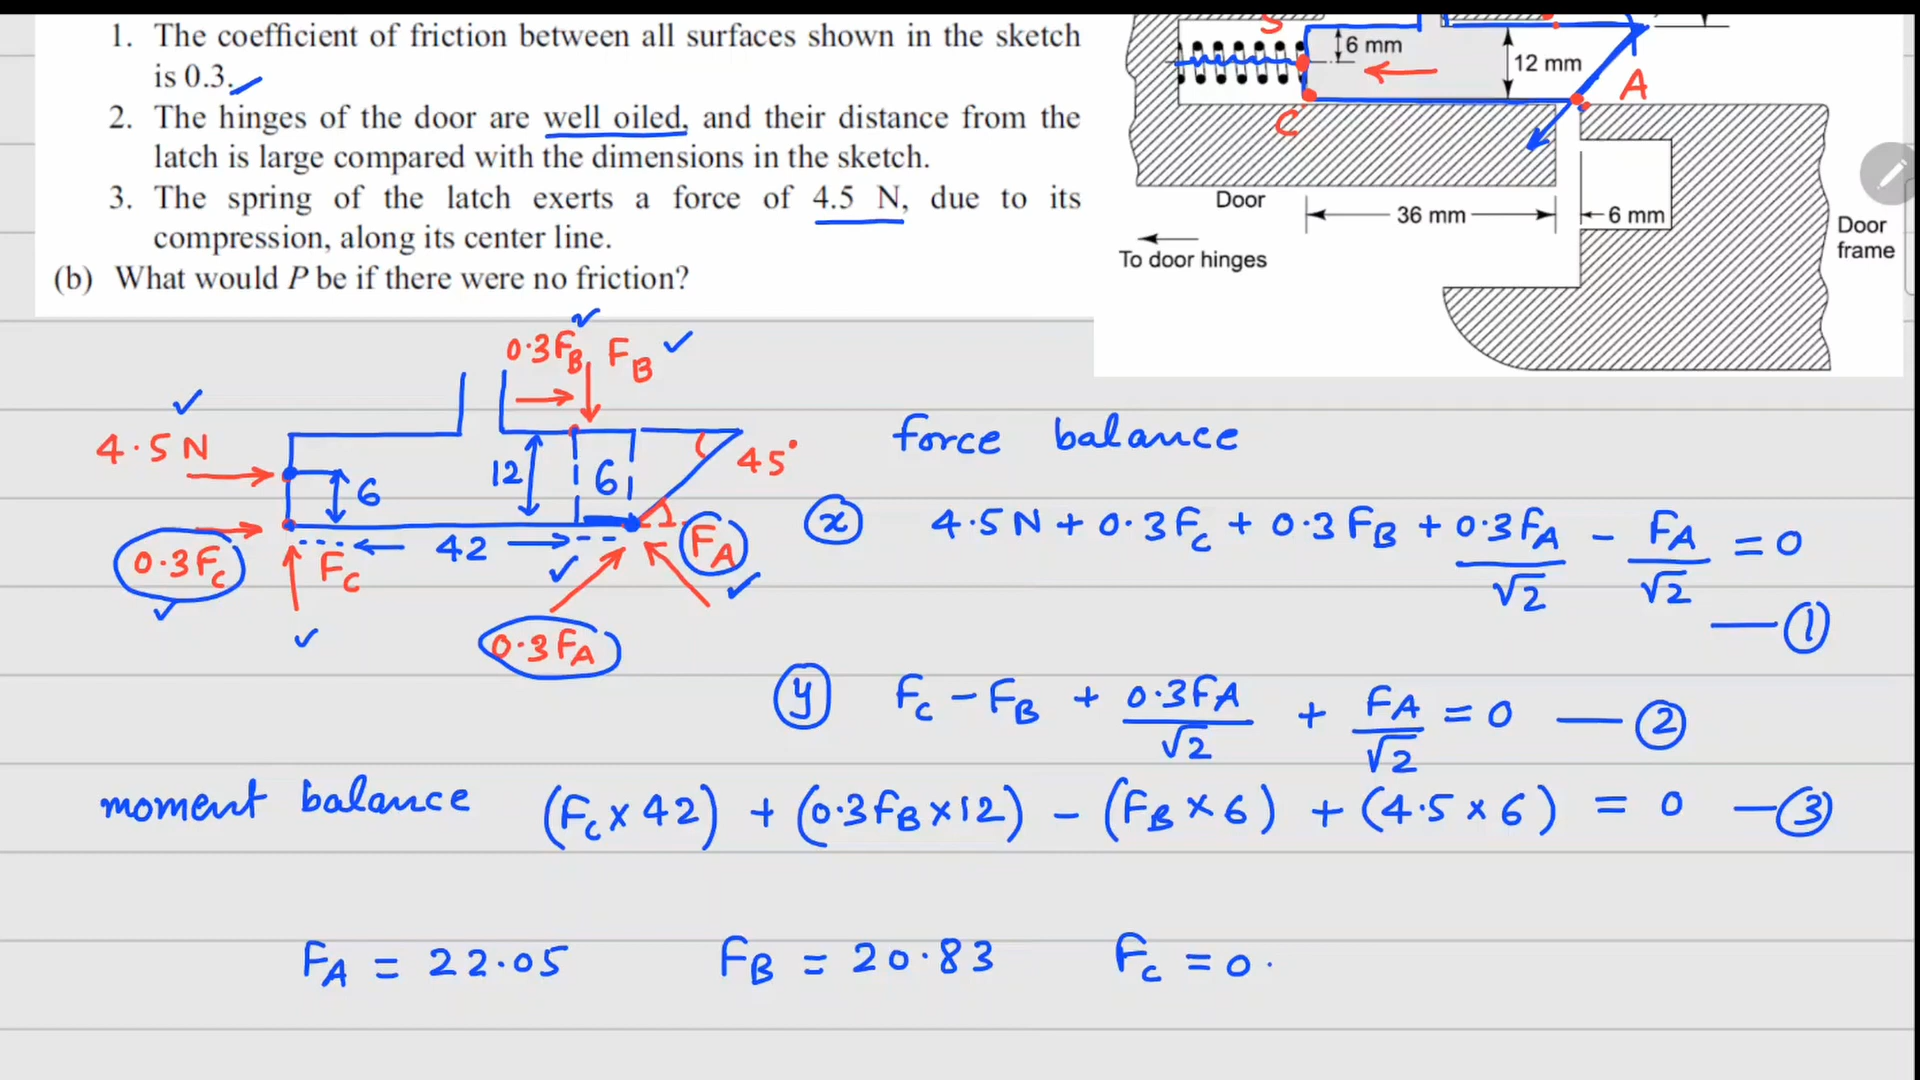 1. The coefficient of friction between all surfaces shown in the sketch
is 0.3.
2. The hinges of the door are well oiled, and their distance from the
latch is large compared with the dimensions in the sketch.
3. The spring of the latch exerts a force of 4.5 N, due to its
compression, along its center line.
(b) What would P be if there were no friction?
S
6 mm
12 mm
A
C
Door
36 mm
6 mm
Door
frame
To door hinges
0.3F_B F_B
4.5 N
6
12
6
45°
0.3F_C
F_C
42
F_A
0.3F_A
force balance
x 4.5N + 0.3F_C + 0.3F_B + 0.3F_A/√2 - F_A/√2 = 0 — 1
y F_C - F_B + 0.3F_A/√2 + F_A/√2 = 0 — 2
moment balance (F_C x 42) + (0.3F_B x 12) - (F_B x 6) + (4.5 x 6) = 0 — 3
F_A = 22.05 F_B = 20.83 F_C = 0.